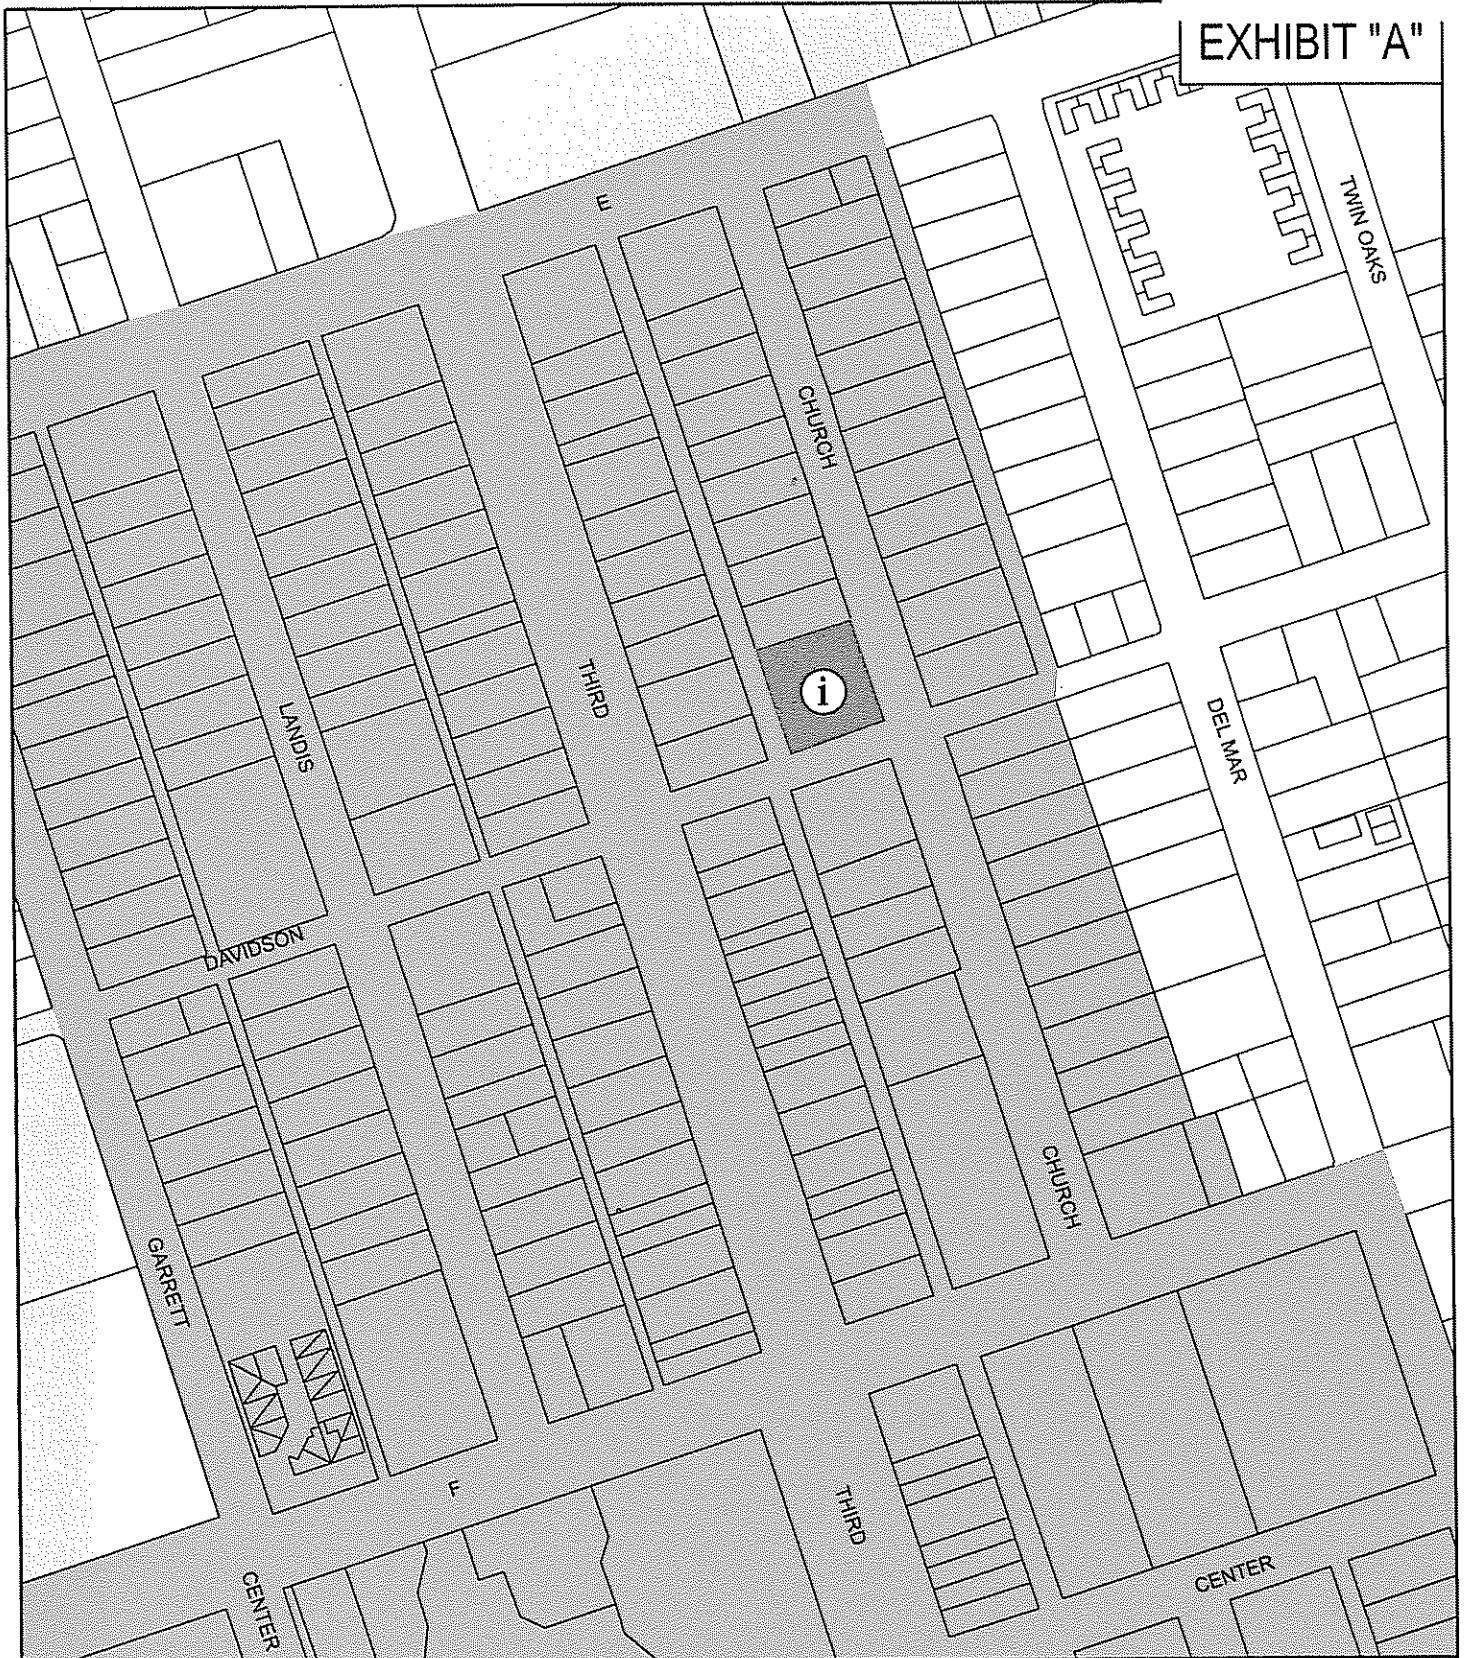 EXHIBIT "A"
E
TWIN OAKS
CHURCH
i
THIRD
LANDIS
DEL MAR
DAVIDSON
CHURCH
GARRETT
F
THIRD
CENTER
CENTER